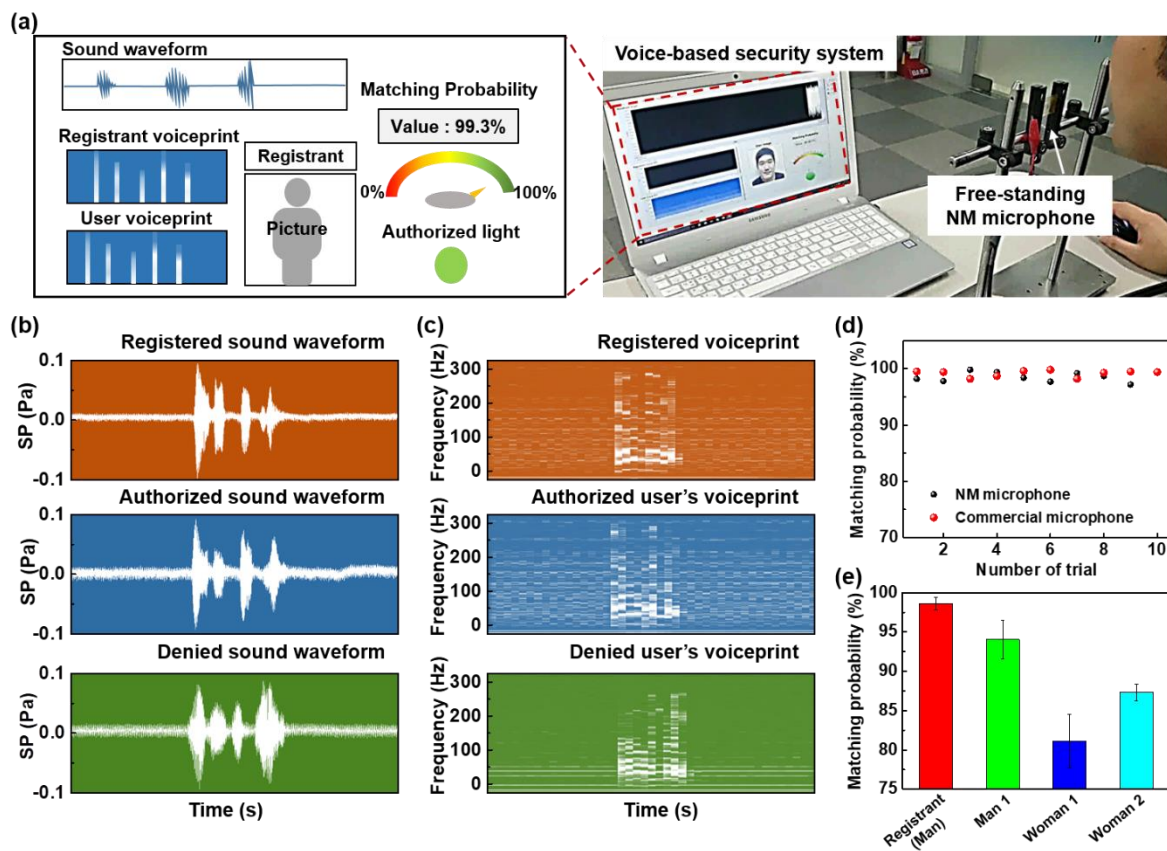 (a)
Sound waveform
Registrant voiceprint
User voiceprint
Registrant
Picture
Matching Probability
Value : 99.3%
0%
100%
Authorized light
Voice-based security system
Free-standing
NM microphone
(b)
Registered sound waveform
0.1
0.0
-0.1
SP (Pa)
Authorized sound waveform
0.1
0.0
-0.1
SP (Pa)
Denied sound waveform
0.1
0.0
-0.1
SP (Pa)
Time (s)
(c)
Registered voiceprint
300
200
100
0
Frequency (Hz)
Authorized user's voiceprint
300
200
100
0
Frequency (Hz)
Denied user's voiceprint
300
200
100
0
Frequency (Hz)
Time (s)
(d)
Matching probability (%)
100
90
80
70
NM microphone
Commercial microphone
2 4 6 8 10
Number of trial
(e)
Matching probability (%)
100
95
90
85
80
75
Registrant
(Man)
Man 1
Woman 1
Woman 2